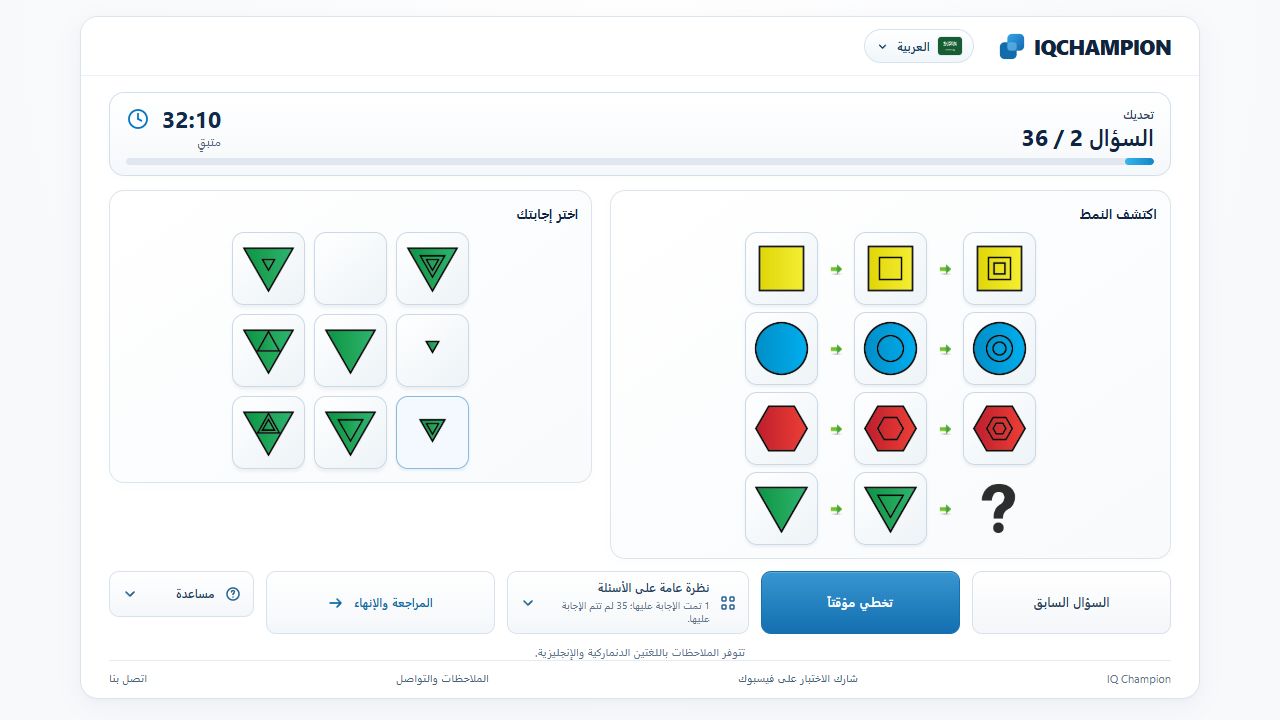 IQCHAMPION
العربية
تحديك
السؤال 2 / 36
32:10
متبقٍ
اكتشف النمط
?
اختر إجابتك
السؤال السابق
تخطي مؤقتاً
نظرة عامة على الأسئلة
1 تمت الإجابة عليها؛ 35 لم تتم الإجابة
عليها.
المراجعة والإنهاء
مساعدة
تتوفر الملاحظات باللغتين الدنماركية والإنجليزية.
IQ Champion
شارك الاختبار على فيسبوك
الملاحظات والتواصل
اتصل بنا